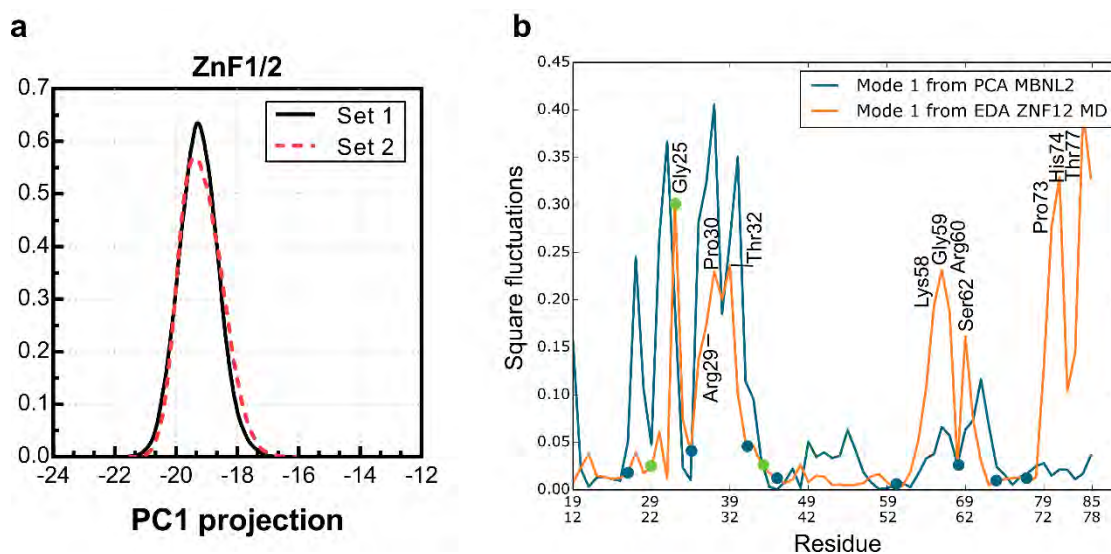 a
ZnF1/2
0.7
0.6
0.5
0.4
0.3
0.2
0.1
0.0
Set 1
Set 2
-24 -22 -20 -18 -16 -14 -12
PC1 projection
b
0.45
0.40
0.35
0.30
0.25
0.20
0.15
0.10
0.05
0.00
Square fluctuations
Mode 1 from PCA MBNL2
Mode 1 from EDA ZNF12 MD
Gly25
Arg29
Pro30
Thr32
Lys58
Gly59
Arg60
Ser62
Pro73
His74
Thr77
19 29 39 49 59 69 79 85
12 22 32 42 52 62 72 78
Residue